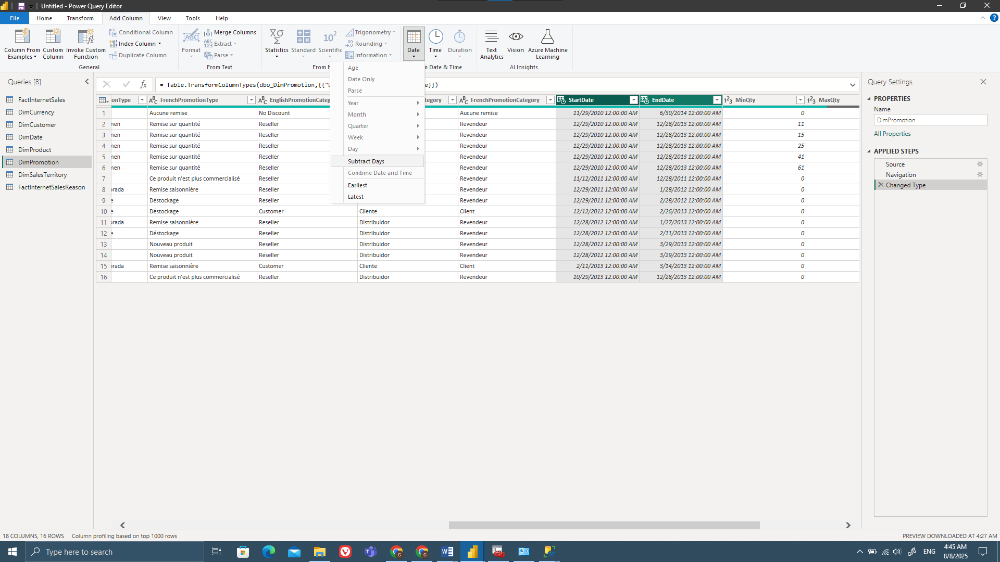 Untitled - Power Query Editor
File Home Transform Add Column View Tools Help
Column From Examples
Custom Column
Invoke Custom Function
Conditional Column
Index Column
Duplicate Column
General
Format
Merge Columns
Extract
Parse
From Text
Statistics
Standard
Scientific
Trigonometry
Rounding
Information
From N
Date
Time
Duration
m Date & Time
Text Analytics
Vision
Azure Machine Learning
AI Insights
Age
Date Only
Parse
Year
Month
Quarter
Week
Day
Subtract Days
Combine Date and Time
Earliest
Latest
Queries [8]
FactInternetSales
DimCurrency
DimCustomer
DimDate
DimProduct
DimPromotion
DimSalesTerritory
FactInternetSalesReason
= Table.TransformColumnTypes(dbo_DimPromotion,{{"D e}})
onType FrenchPromotionType EnglishPromotionCateg tegory FrenchPromotionCategory StartDate EndDate MinQty MaxQty
1 Aucune remise No Discount Aucune remise 11/29/2010 12:00:00 AM 6/30/2014 12:00:00 AM 0
2 men Remise sur quantité Reseller Revendeur 12/29/2010 12:00:00 AM 12/28/2013 12:00:00 AM 11
3 men Remise sur quantité Reseller Revendeur 12/29/2010 12:00:00 AM 12/28/2013 12:00:00 AM 15
4 men Remise sur quantité Reseller Revendeur 12/29/2010 12:00:00 AM 12/28/2013 12:00:00 AM 25
5 men Remise sur quantité Reseller Revendeur 12/29/2010 12:00:00 AM 12/28/2013 12:00:00 AM 41
6 men Remise sur quantité Reseller Revendeur 12/29/2010 12:00:00 AM 12/28/2013 12:00:00 AM 61
7 Ce produit n'est plus commercialisé Reseller Revendeur 11/12/2011 12:00:00 AM 12/28/2011 12:00:00 AM 0
8 orada Remise saisonnière Reseller Revendeur 12/29/2011 12:00:00 AM 1/28/2012 12:00:00 AM 0
9 e Déstockage Reseller Revendeur 12/29/2011 12:00:00 AM 2/28/2012 12:00:00 AM 0
10 e Déstockage Customer Cliente Client 12/12/2012 12:00:00 AM 2/26/2013 12:00:00 AM 0
11 orada Remise saisonnière Reseller Distribuidor Revendeur 12/28/2012 12:00:00 AM 1/27/2013 12:00:00 AM 0
12 e Déstockage Reseller Distribuidor Revendeur 12/28/2012 12:00:00 AM 2/11/2013 12:00:00 AM 0
13 Nouveau produit Reseller Distribuidor Revendeur 12/28/2012 12:00:00 AM 3/29/2013 12:00:00 AM 0
14 Nouveau produit Reseller Distribuidor Revendeur 12/28/2012 12:00:00 AM 3/29/2013 12:00:00 AM 0
15 orada Remise saisonnière Customer Cliente Client 2/11/2013 12:00:00 AM 3/14/2013 12:00:00 AM 0
16 Ce produit n'est plus commercialisé Reseller Distribuidor Revendeur 10/29/2013 12:00:00 AM 12/28/2013 12:00:00 AM 0
Query Settings
PROPERTIES
Name
DimPromotion
All Properties
APPLIED STEPS
Source
Navigation
Changed Type
18 COLUMNS, 16 ROWS Column profiling based on top 1000 rows
PREVIEW DOWNLOADED AT 4:27 AM
Type here to search
ENG
4:45 AM
8/8/2025